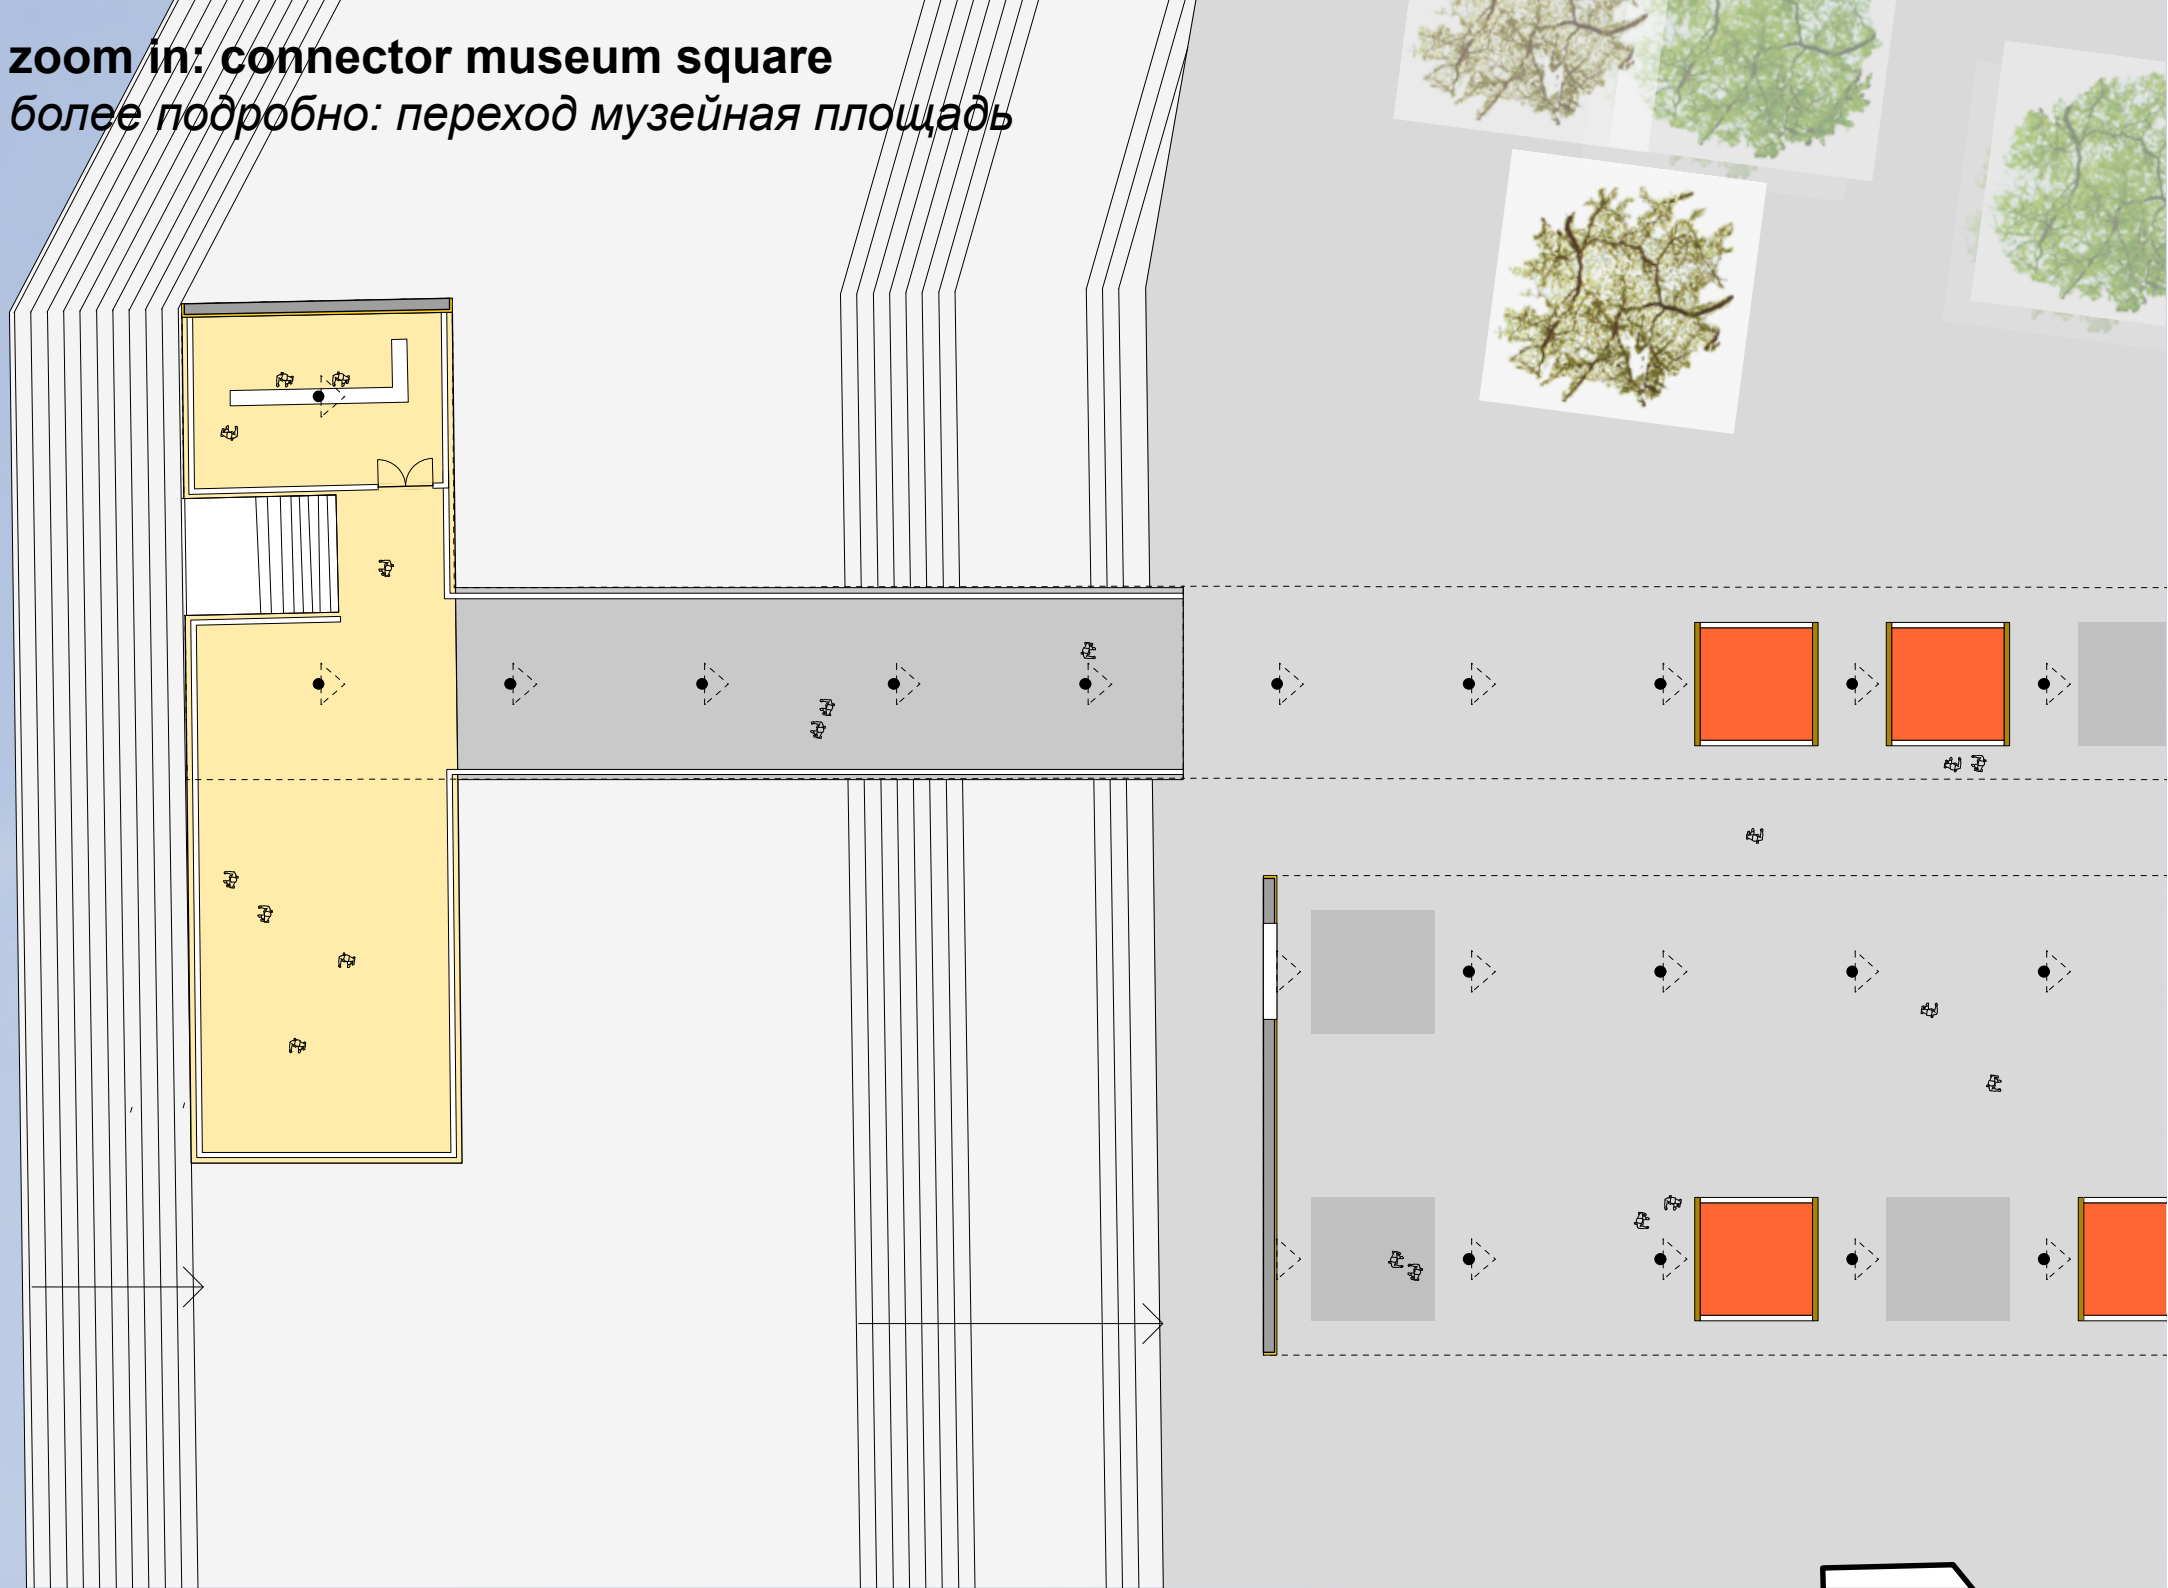 zoom in: connector museum square
более подробно: переход музейная площадь